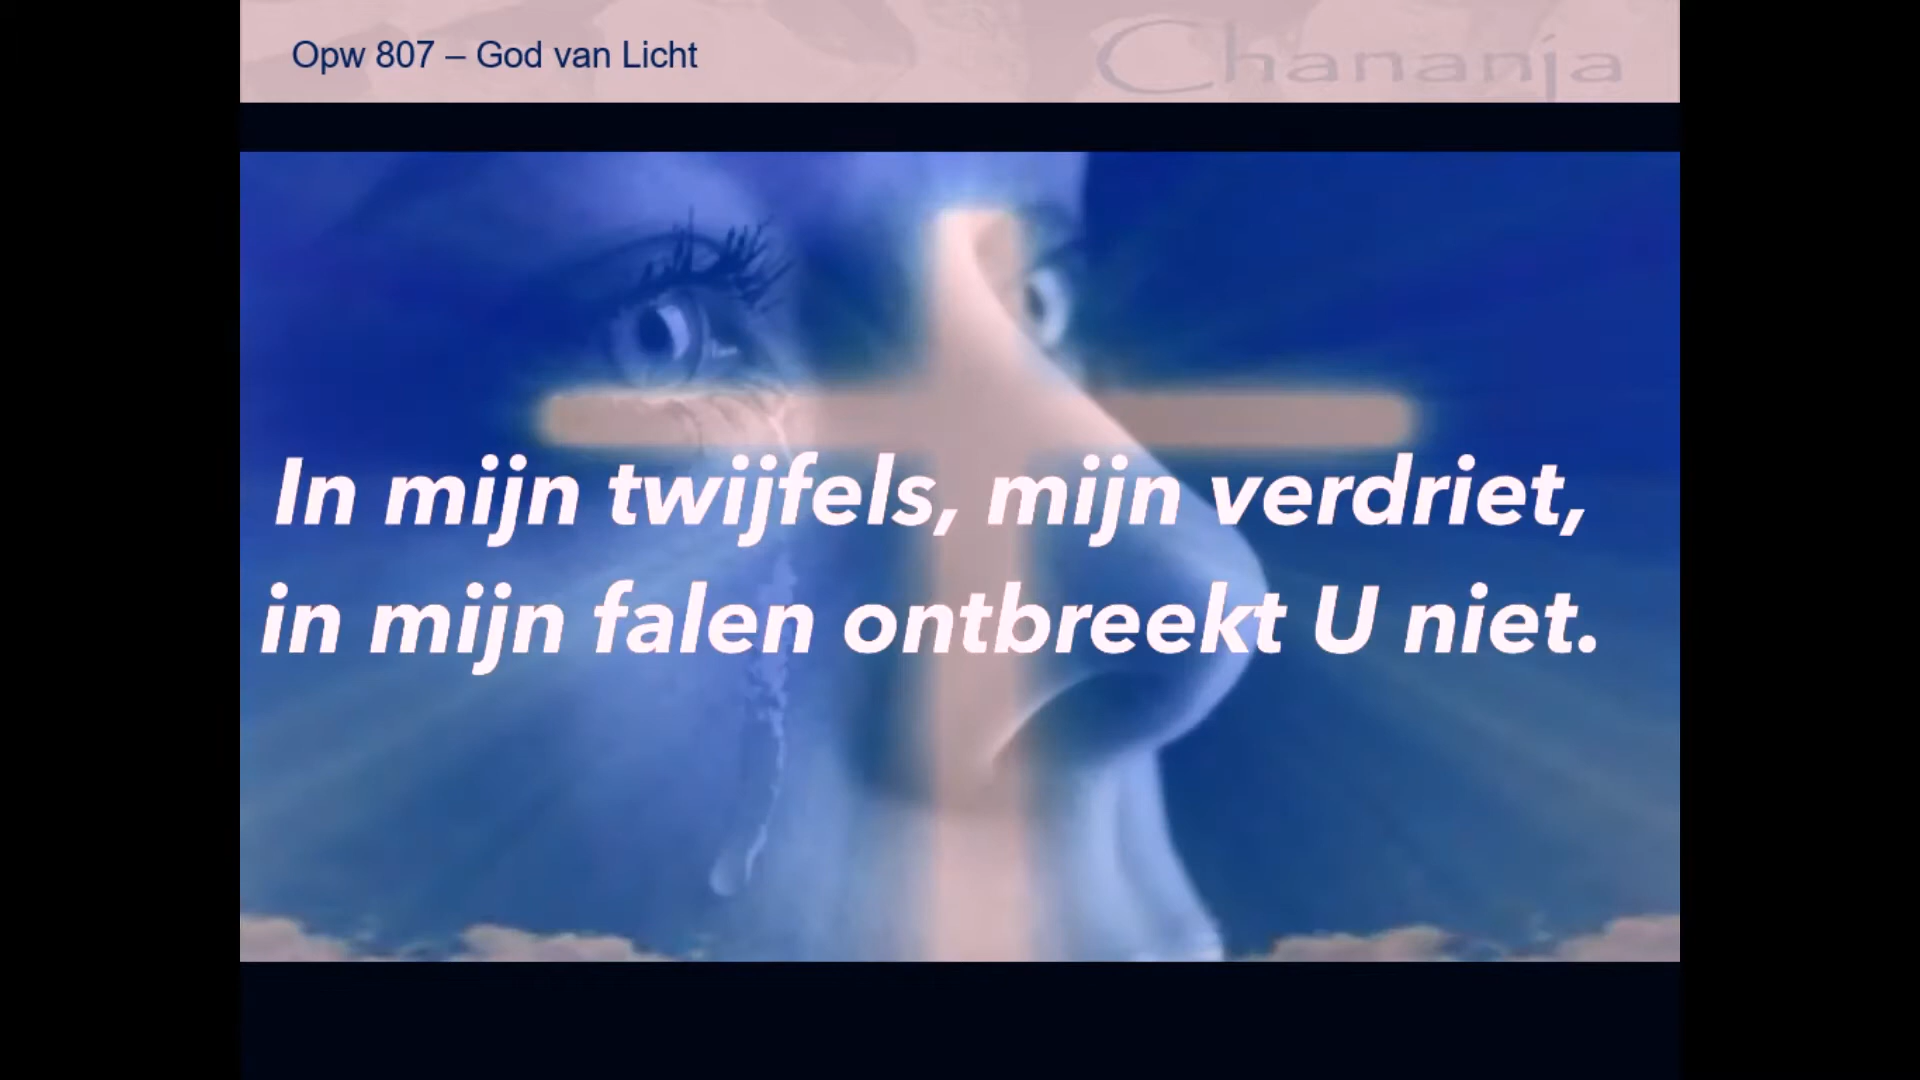 Opw 807 – God van Licht
Chananja
In mijn twijfels, mijn verdriet,
in mijn falen ontbreekt U niet.